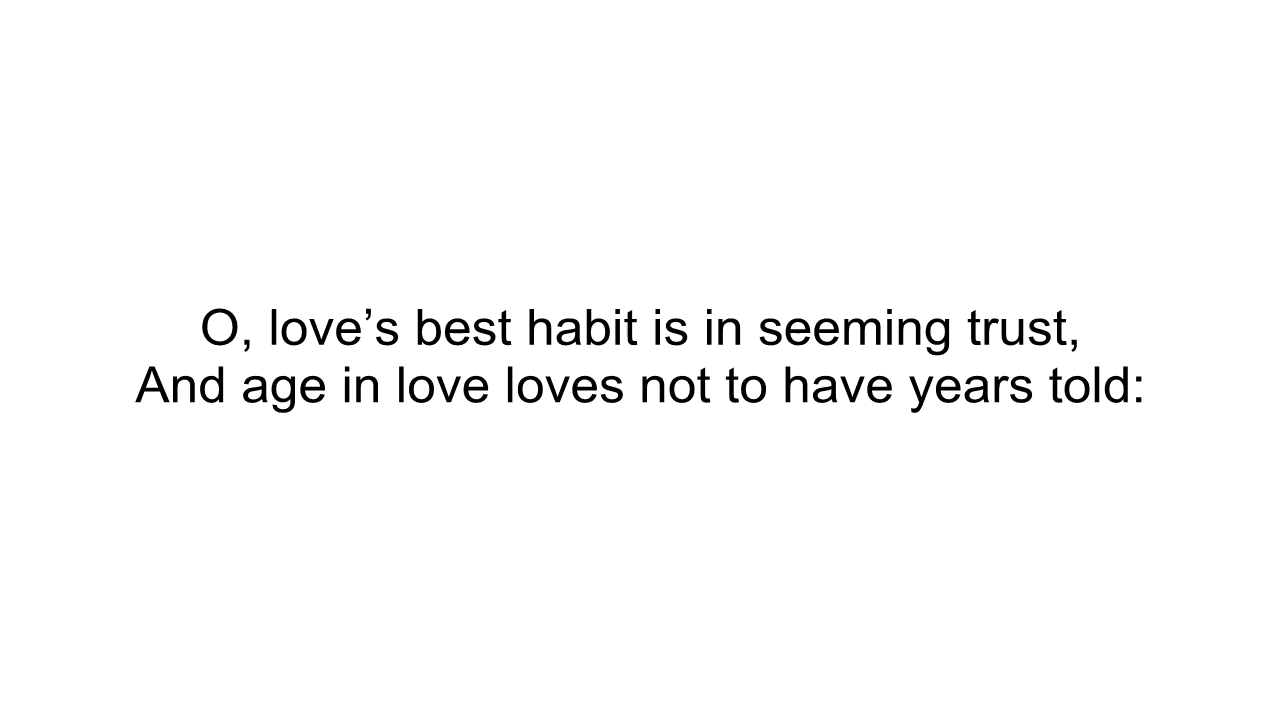 O, love’s best habit is in seeming trust,
And age in love loves not to have years told: